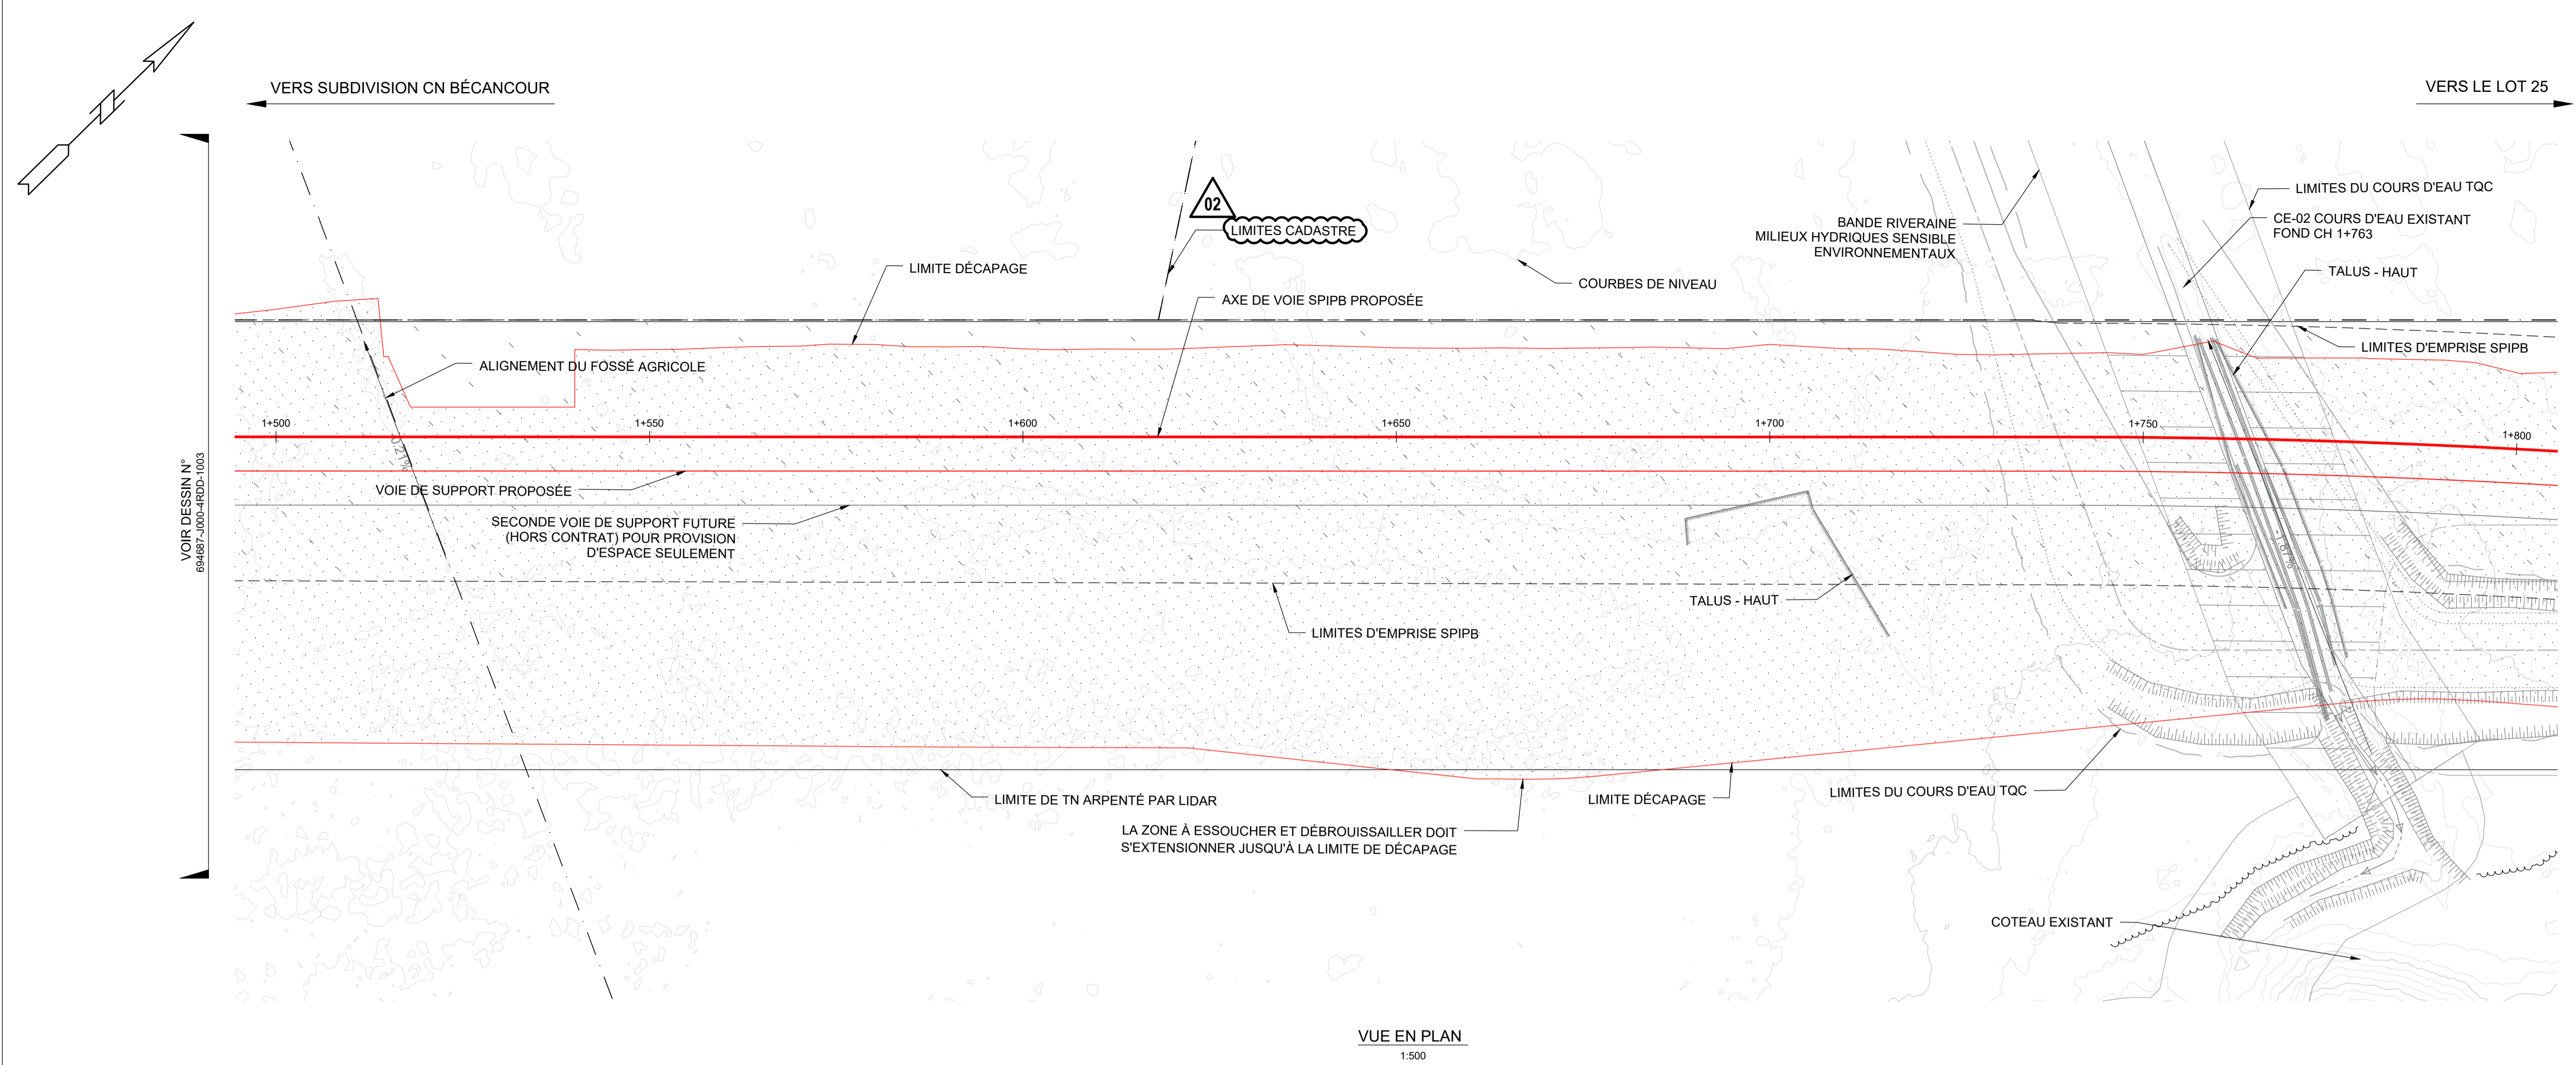 VERS SUBDIVISION CN BÉCANCOUR
VERS LE LOT 25
N
02
LIMITES CADASTRE
LIMITE DÉCAPAGE
AXE DE VOIE SPIPB PROPOSÉE
COURBES DE NIVEAU
BANDE RIVERAINE
MILIEUX HYDRIQUES SENSIBLE
ENVIRONNEMENTAUX
LIMITES DU COURS D'EAU TQC
CE-02 COURS D'EAU EXISTANT
FOND CH 1+763
TALUS - HAUT
LIMITES D'EMPRISE SPIPB
ALIGNEMENT DU FOSSÉ AGRICOLE
1+500
1+550
1+600
1+650
1+700
1+750
1+800
0.21%
VOIR DESSIN N°
694687-J000-4RDD-1003
VOIE DE SUPPORT PROPOSÉE
SECONDE VOIE DE SUPPORT FUTURE
(HORS CONTRAT) POUR PROVISION
D'ESPACE SEULEMENT
-1.87%
TALUS - HAUT
LIMITES D'EMPRISE SPIPB
LIMITE DE TN ARPENTÉ PAR LIDAR
LIMITE DÉCAPAGE
LIMITES DU COURS D'EAU TQC
LA ZONE À ESSOUCHER ET DÉBROUISSAILLER DOIT
S'EXTENSIONNER JUSQU'À LA LIMITE DE DÉCAPAGE
COTEAU EXISTANT
VUE EN PLAN
1:500